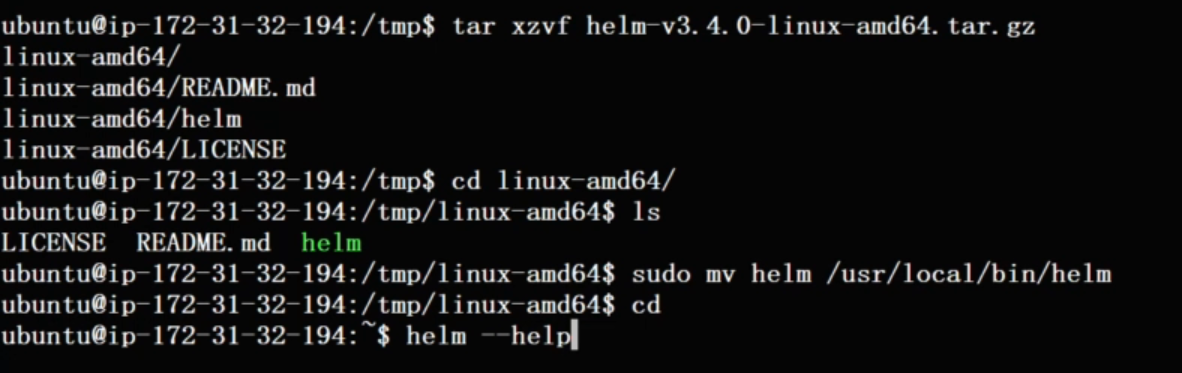 ubuntu@ip-172-31-32-194:/tmp$ tar xzvf helm-v3.4.0-linux-amd64.tar.gz
linux-amd64/
linux-amd64/README.md
linux-amd64/helm
linux-amd64/LICENSE
ubuntu@ip-172-31-32-194:/tmp$ cd linux-amd64/
ubuntu@ip-172-31-32-194:/tmp/linux-amd64$ ls
LICENSE  README.md  helm
ubuntu@ip-172-31-32-194:/tmp/linux-amd64$ sudo mv helm /usr/local/bin/helm
ubuntu@ip-172-31-32-194:/tmp/linux-amd64$ cd
ubuntu@ip-172-31-32-194:~$ helm --help